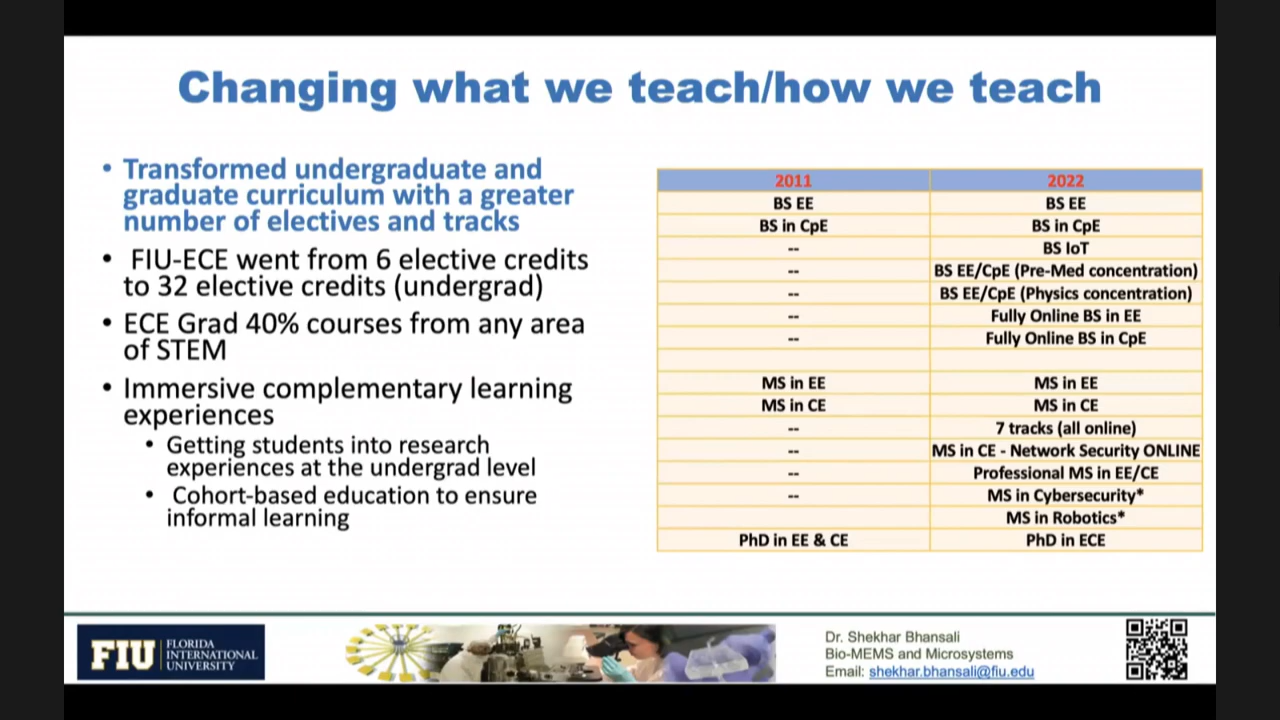 Changing what we teach/how we teach
• Transformed undergraduate and
graduate curriculum with a greater
number of electives and tracks
• FIU-ECE went from 6 elective credits
to 32 elective credits (undergrad)
• ECE Grad 40% courses from any area
of STEM
• Immersive complementary learning
experiences
• Getting students into research
experiences at the undergrad level
• Cohort-based education to ensure
informal learning
2011 2022
BS EE BS EE
BS in CpE BS in CpE
-- BS IoT
-- BS EE/CpE (Pre-Med concentration)
-- BS EE/CpE (Physics concentration)
-- Fully Online BS in EE
-- Fully Online BS in CpE
MS in EE MS in EE
MS in CE MS in CE
-- 7 tracks (all online)
-- MS in CE - Network Security ONLINE
-- Professional MS in EE/CE
-- MS in Cybersecurity*
MS in Robotics*
PhD in EE & CE PhD in ECE
FIU
FLORIDA
INTERNATIONAL
UNIVERSITY
Dr. Shekhar Bhansali
Bio-MEMS and Microsystems
Email: shekhar.bhansali@fiu.edu